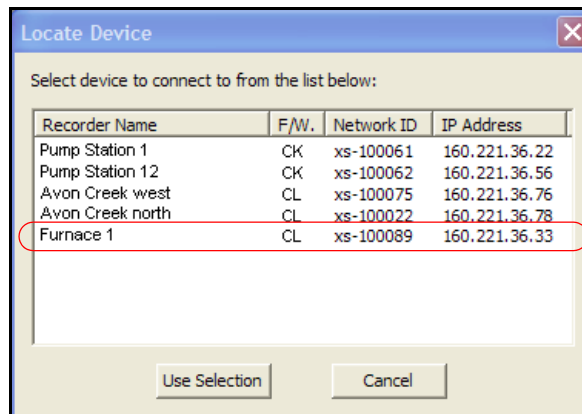 Locate Device
Select device to connect to from the list below:
Recorder Name F/W. Network ID IP Address
Pump Station 1 CK xs-100061 160.221.36.22
Pump Station 12 CK xs-100062 160.221.36.56
Avon Creek west CL xs-100075 160.221.36.76
Avon Creek north CL xs-100022 160.221.36.78
Furnace 1 CL xs-100089 160.221.36.33
Use Selection Cancel